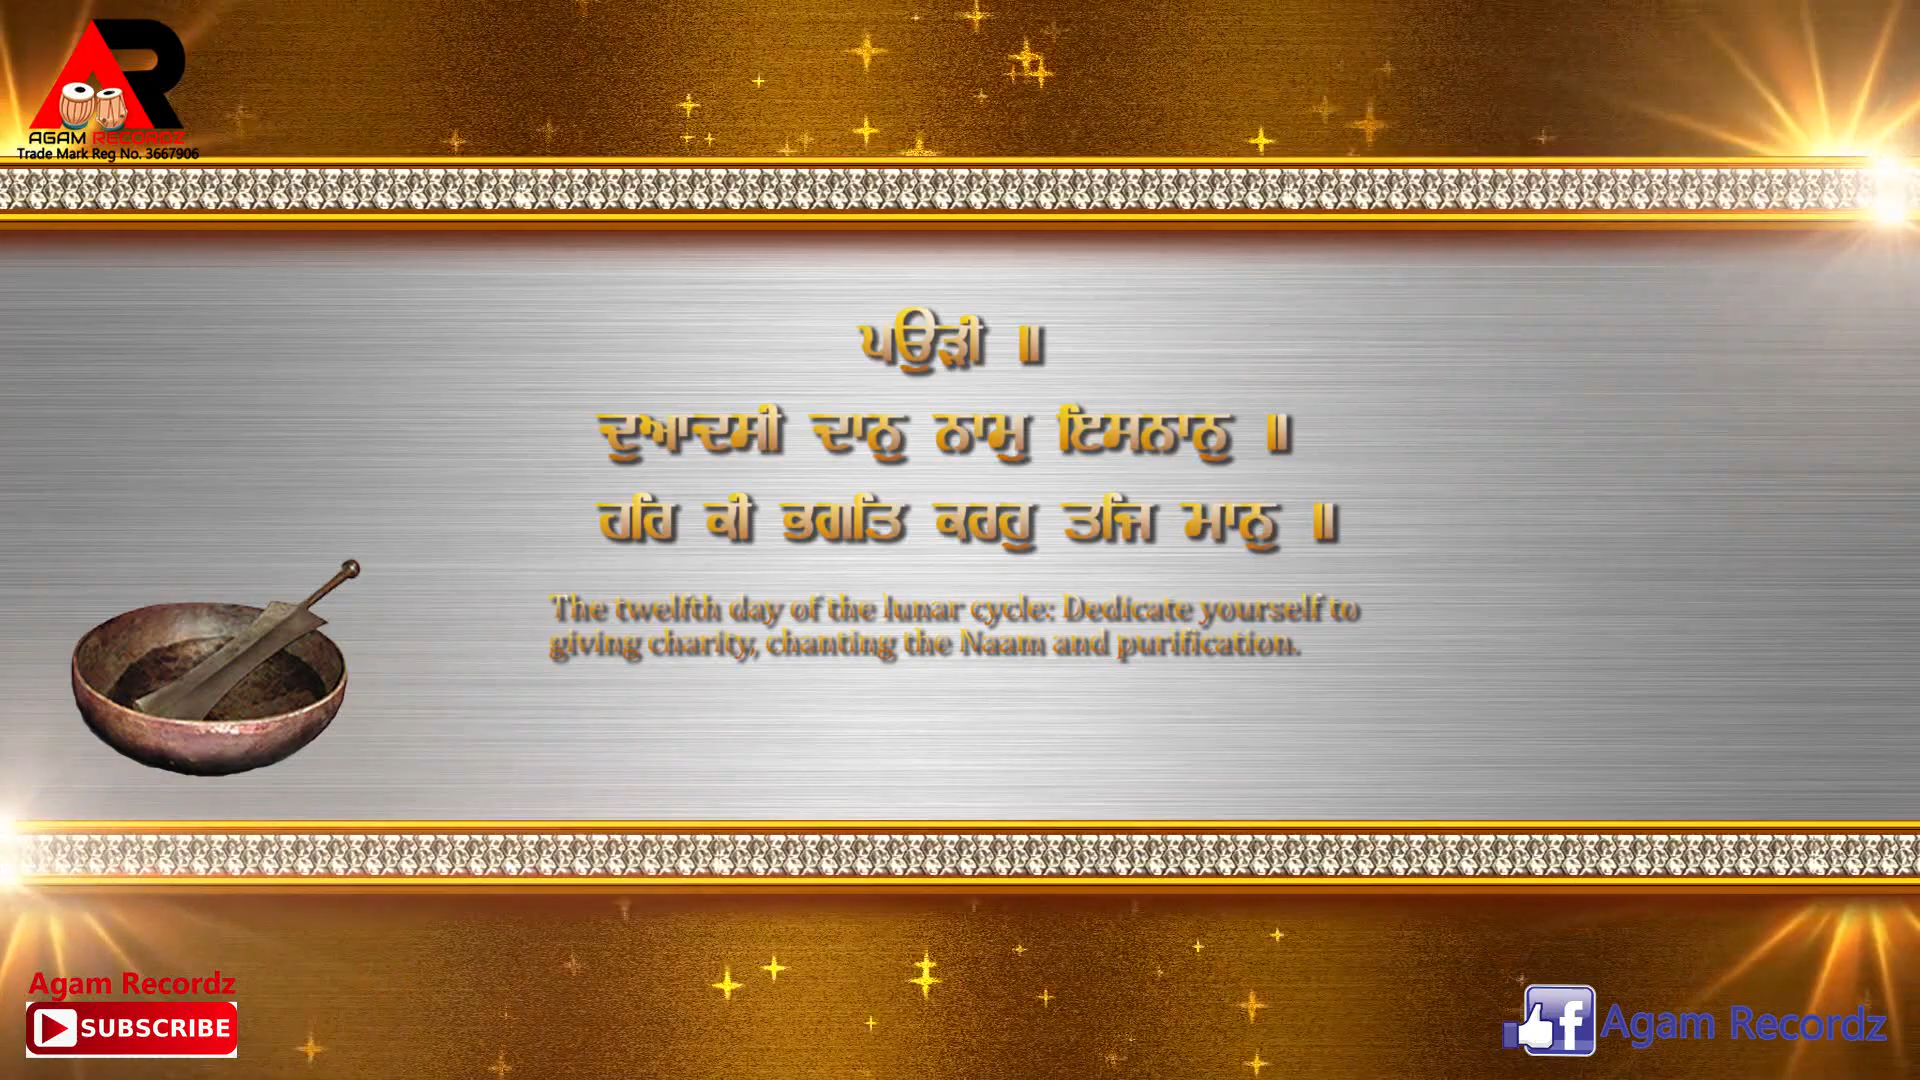 AGAM RECORDZ
Trade Mark Reg No. 3667906
ਪਉੜੀ ॥
ਦੁਆਦਸੀ ਦਾਨੁ ਨਾਮੁ ਇਸਨਾਨੁ ॥
ਹਰਿ ਕੀ ਭਗਤਿ ਕਰਹੁ ਤਜਿ ਮਾਨੁ ॥
The twelfth day of the lunar cycle: Dedicate yourself to
giving charity, chanting the Naam and purification.
Agam Recordz
SUBSCRIBE
f Agam Recordz